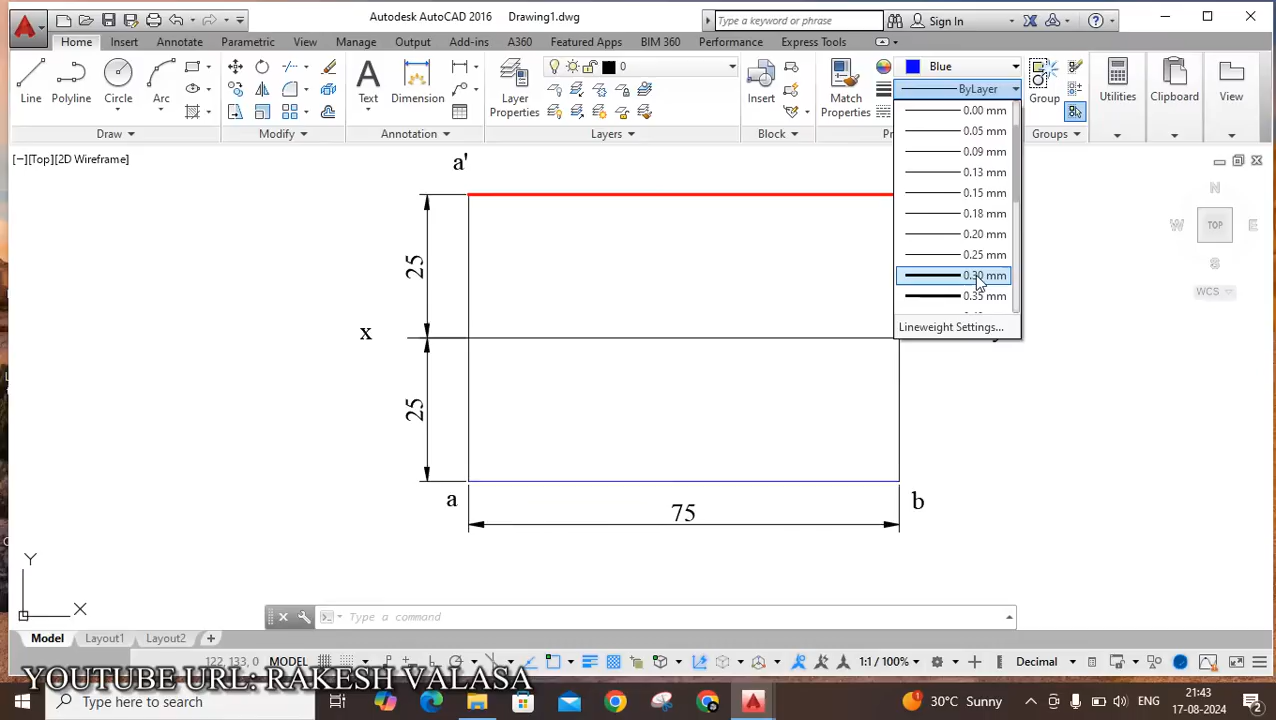 Autodesk AutoCAD 2016 Drawing1.dwg
Type a keyword or phrase
Sign In
Home Insert Annotate Parametric View Manage Output Add-ins A360 Featured Apps BIM 360 Performance Express Tools
Line Polyline Circle Arc
Draw
Modify
Text Dimension
Annotation
Layer
Properties
0
Layers
Insert
Block
Match
Properties
Blue
ByLayer
0.00 mm
0.05 mm
0.09 mm
0.13 mm
0.15 mm
0.18 mm
0.20 mm
0.25 mm
0.30 mm
0.35 mm
Lineweight Settings...
Group
Groups
Utilities
Clipboard
View
[−][Top][2D Wireframe]
a'
25
x
25
a
b
75
N
W
TOP
E
S
WCS
Y
X
Type a command
Model Layout1 Layout2 +
122, 133, 0 MODEL 1:1 / 100% Decimal
YOUTUBE URL: RAKESH VALASA
Type here to search
30°C Sunny
ENG
21:43
17-08-2024
2